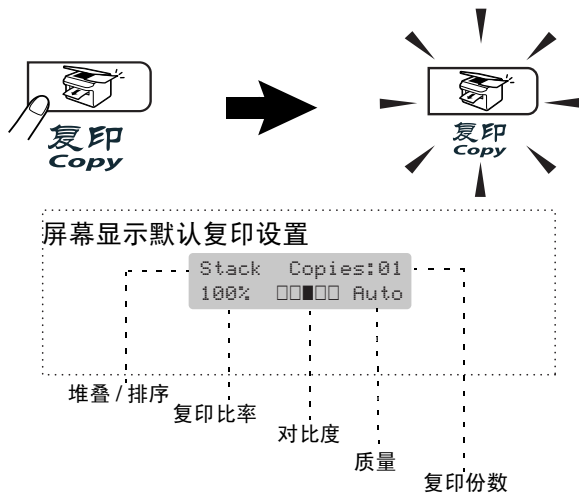 复印
Copy
复印
Copy
屏幕显示默认复印设置
Stack Copies:01
100% □□■□□ Auto
堆叠 / 排序
复印比率
对比度
质量
复印份数